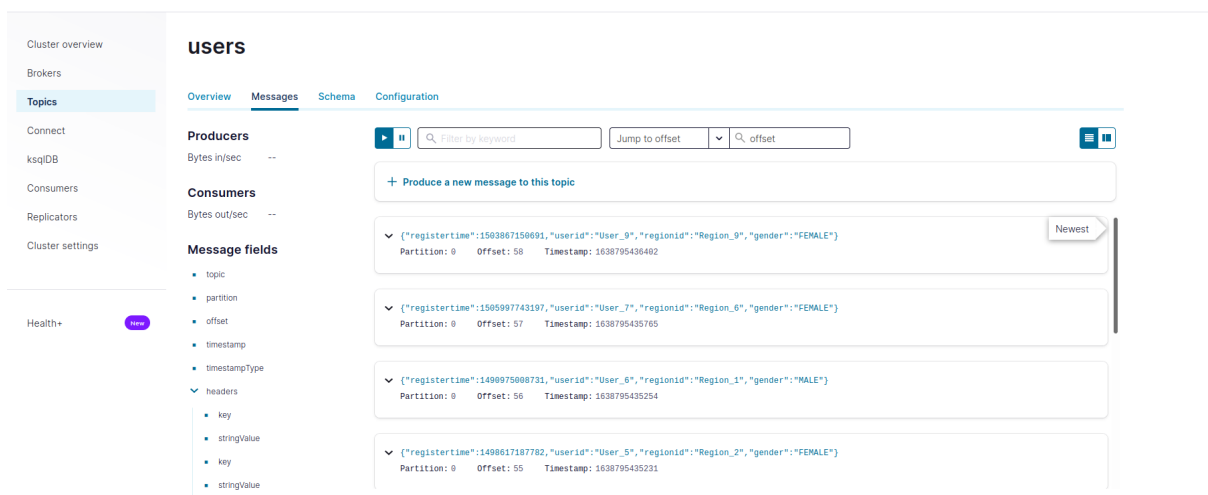 Cluster overview
Brokers
Topics
Connect
ksqlDB
Consumers
Replicators
Cluster settings
Health+ New
users
Overview Messages Schema Configuration
Producers
Bytes in/sec --
Consumers
Bytes out/sec --
Message fields
topic
partition
offset
timestamp
timestampType
headers
key
stringValue
key
stringValue
Filter by keyword Jump to offset offset
+ Produce a new message to this topic
Newest
{"registertime":1503867150691,"userid":"User_9","regionid":"Region_9","gender":"FEMALE"}
Partition: 0 Offset: 58 Timestamp: 1638795436402
{"registertime":1505997743197,"userid":"User_7","regionid":"Region_6","gender":"FEMALE"}
Partition: 0 Offset: 57 Timestamp: 1638795435765
{"registertime":1490975008731,"userid":"User_6","regionid":"Region_1","gender":"MALE"}
Partition: 0 Offset: 56 Timestamp: 1638795435254
{"registertime":1498617187782,"userid":"User_5","regionid":"Region_2","gender":"FEMALE"}
Partition: 0 Offset: 55 Timestamp: 1638795435231